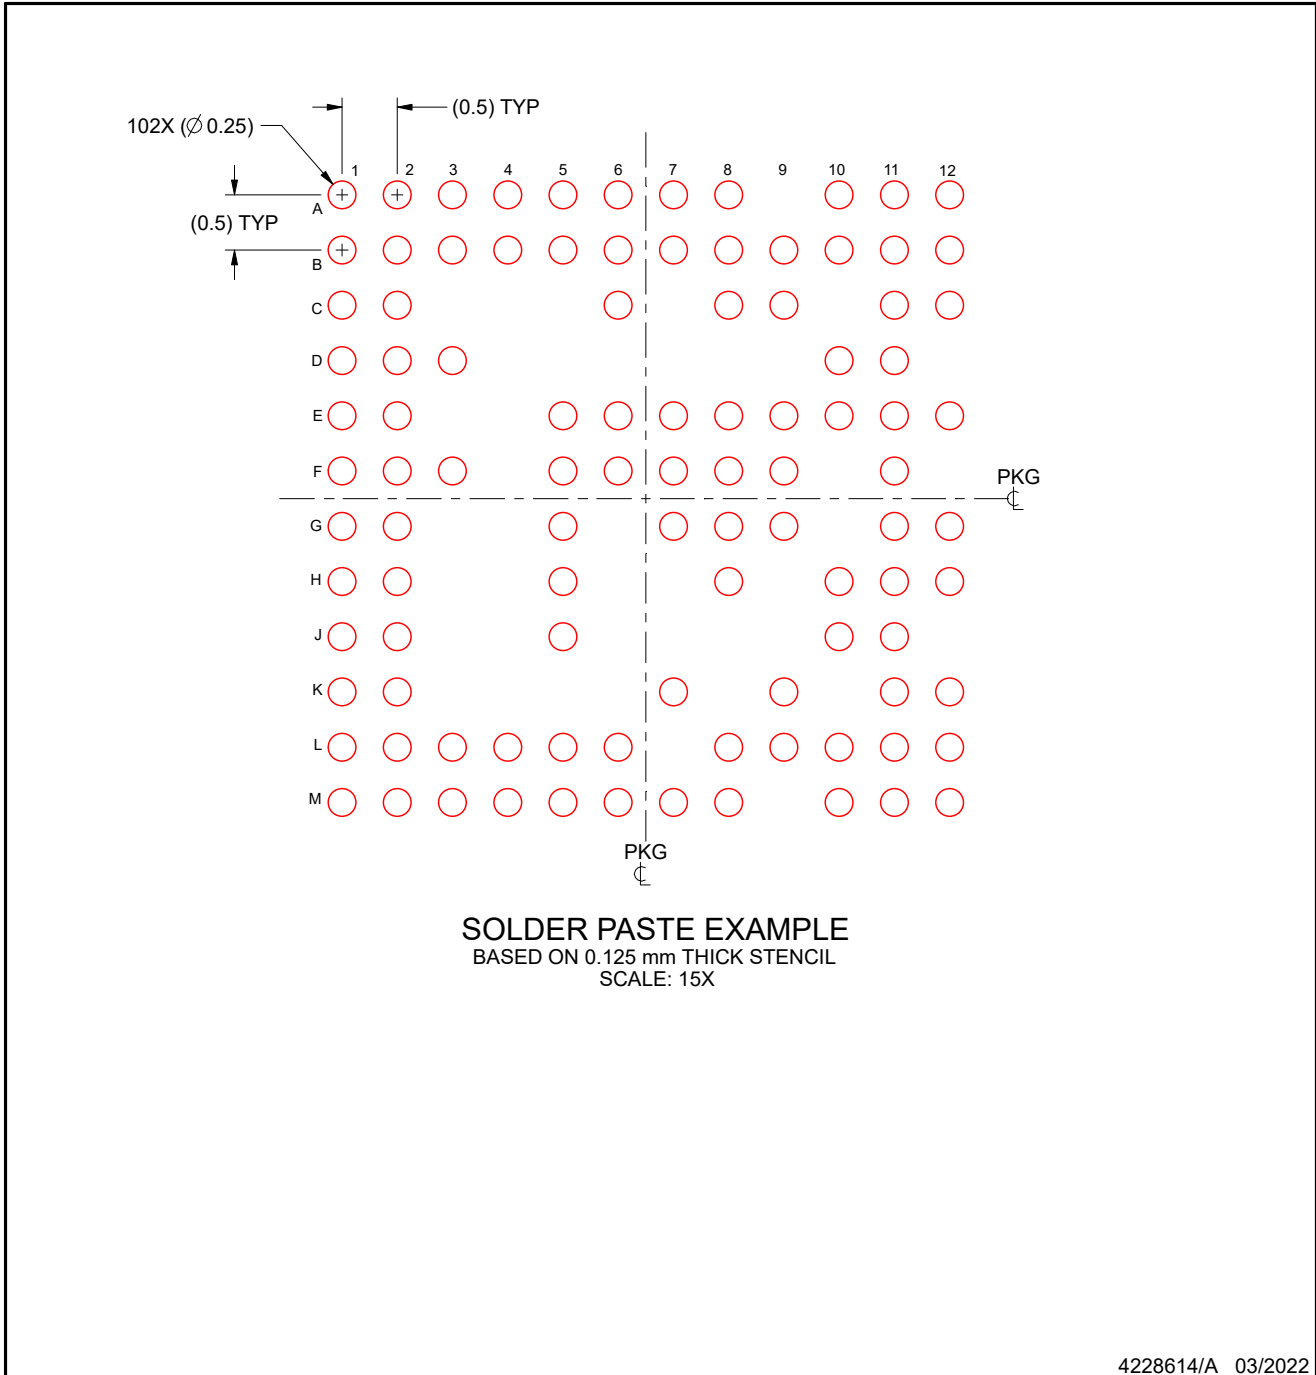 (0.5) TYP
102X (∅ 0.25)
1 2 3 4 5 6 7 8 9 10 11 12
A
(0.5) TYP
B
C
D
E
F
PKG
℄
G
H
J
K
L
M
PKG
℄
SOLDER PASTE EXAMPLE
BASED ON 0.125 mm THICK STENCIL
SCALE: 15X
4228614/A 03/2022